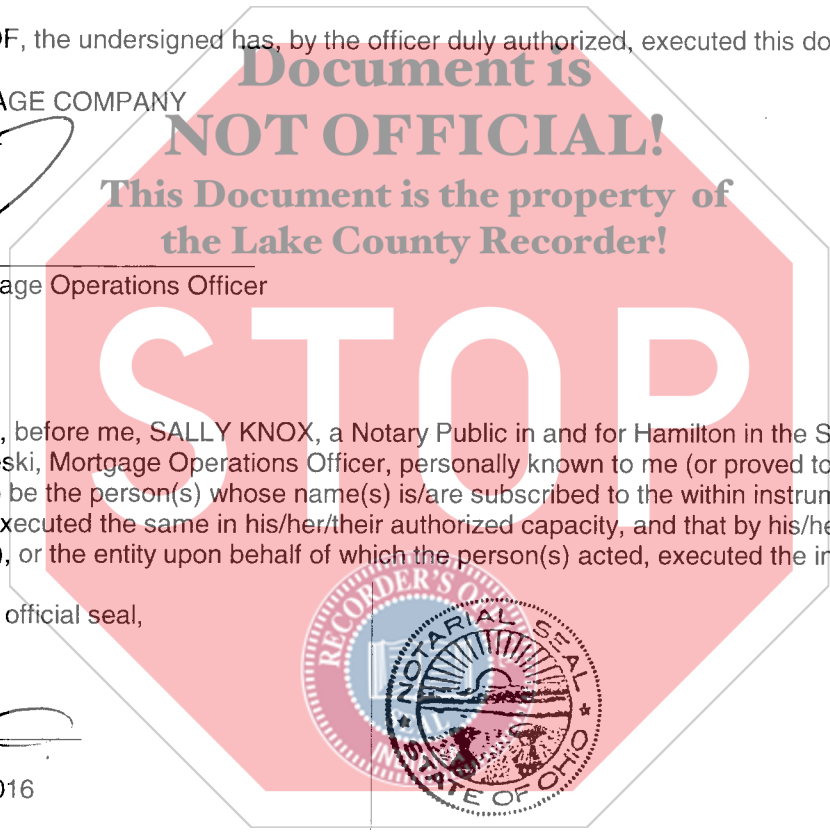 OF, the undersigned has, by the officer duly authorized, executed this do
Document is
AGE COMPANY
NOT OFFICIAL!
This Document is the property of
the Lake County Recorder!
age Operations Officer
STOP
, before me, SALLY KNOX, a Notary Public in and for Hamilton in the S
ski, Mortgage Operations Officer, personally known to me (or proved to
be the person(s) whose name(s) is/are subscribed to the within instrum
xecuted the same in his/her/their authorized capacity, and that by his/he
), or the entity upon behalf of which the person(s) acted, executed the in
RECORDER'S
official seal,
NOTARIAL SEAL
SEAL
STATE OF OHIO
016